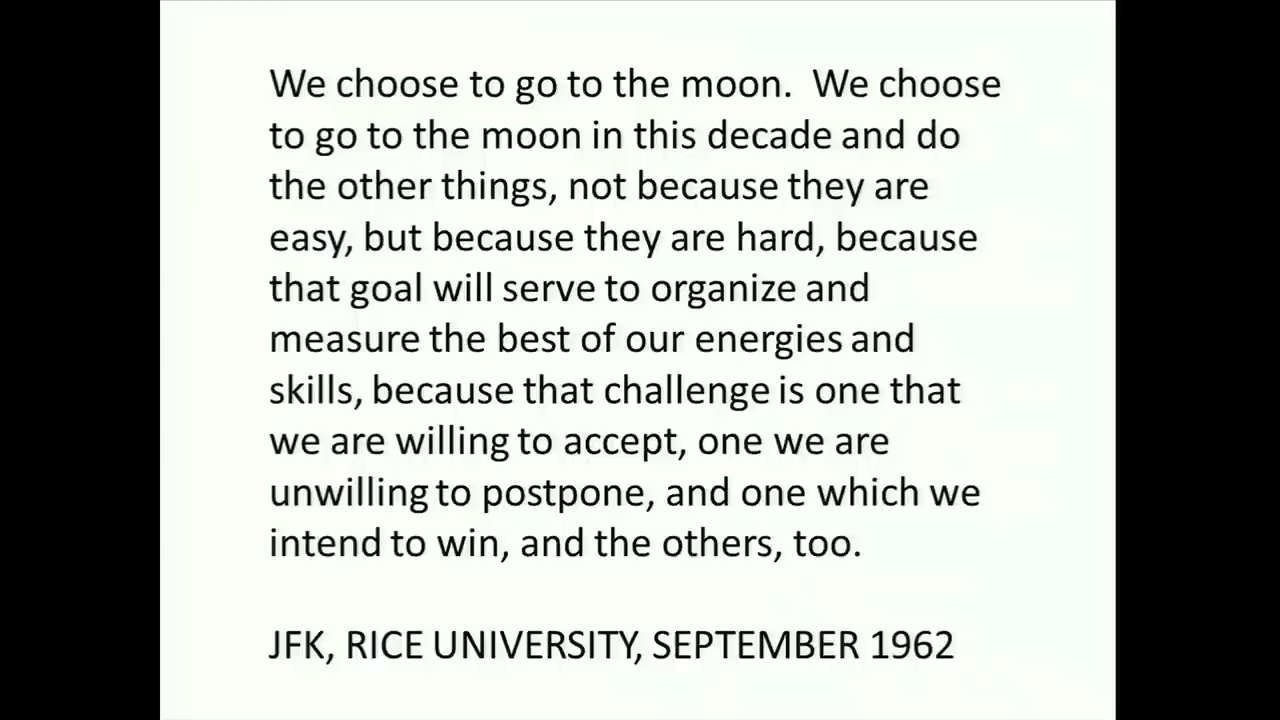 We choose to go to the moon.  We choose
to go to the moon in this decade and do
the other things, not because they are
easy, but because they are hard, because
that goal will serve to organize and
measure the best of our energies and
skills, because that challenge is one that
we are willing to accept, one we are
unwilling to postpone, and one which we
intend to win, and the others, too.
JFK, RICE UNIVERSITY, SEPTEMBER 1962